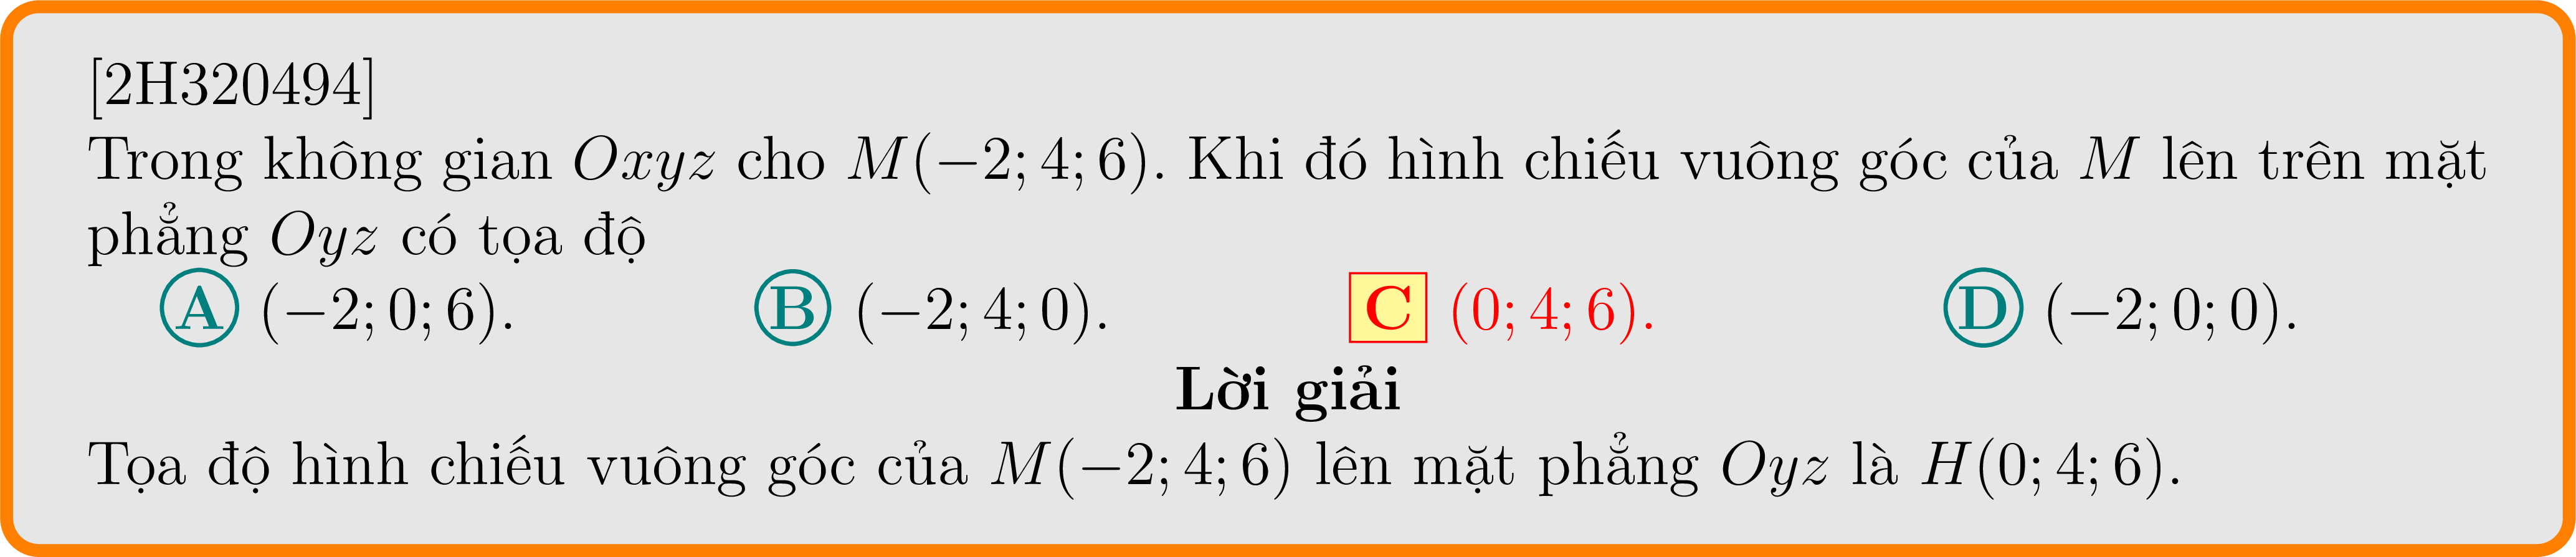 [2H320494]
Trong không gian Oxyz cho M(−2; 4; 6). Khi đó hình chiếu vuông góc của M lên trên mặt
phẳng Oyz có tọa độ
A (−2; 0; 6). B (−2; 4; 0). C (0; 4; 6). D (−2; 0; 0).
Lời giải
Tọa độ hình chiếu vuông góc của M(−2; 4; 6) lên mặt phẳng Oyz là H(0; 4; 6).